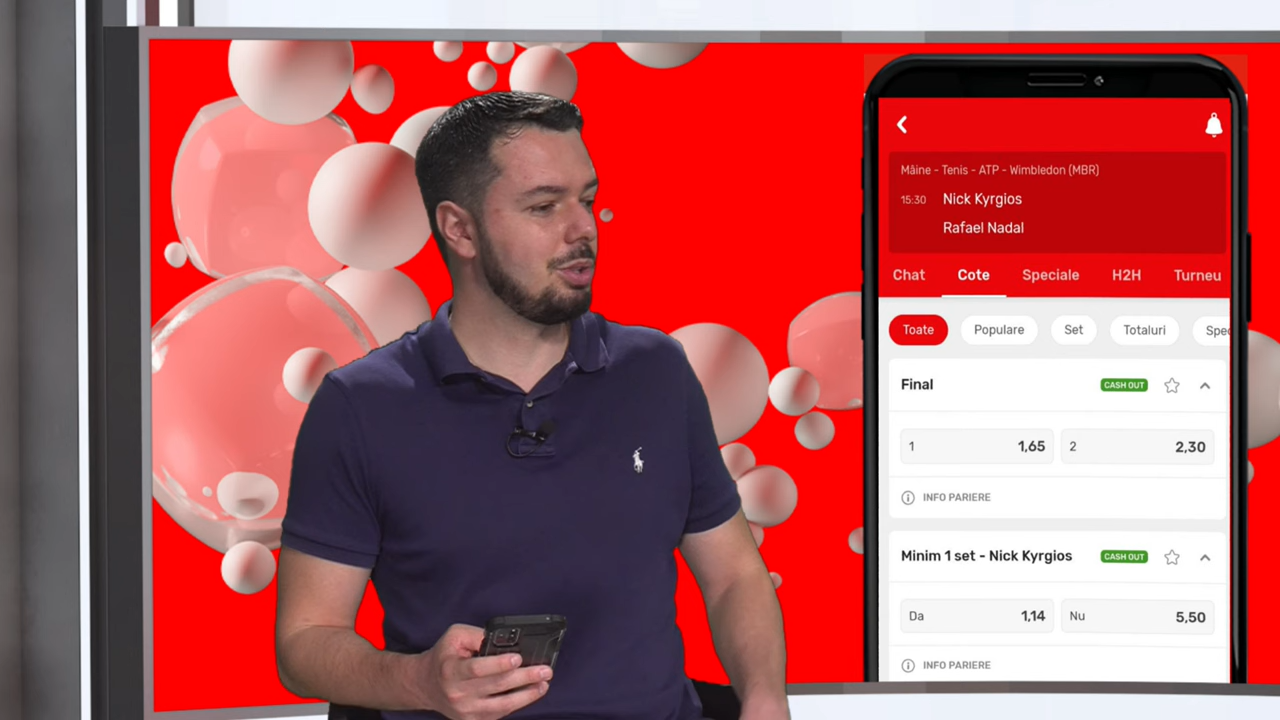 Mâine - Tenis - ATP - Wimbledon (MBR)
15:30 Nick Kyrgios
Rafael Nadal
Chat Cote Speciale H2H Turneu
Toate Populare Set Totaluri Spec
Final CASH OUT
1 1,65 2 2,30
INFO PARIERE
Minim 1 set - Nick Kyrgios CASH OUT
Da 1,14 Nu 5,50
INFO PARIERE